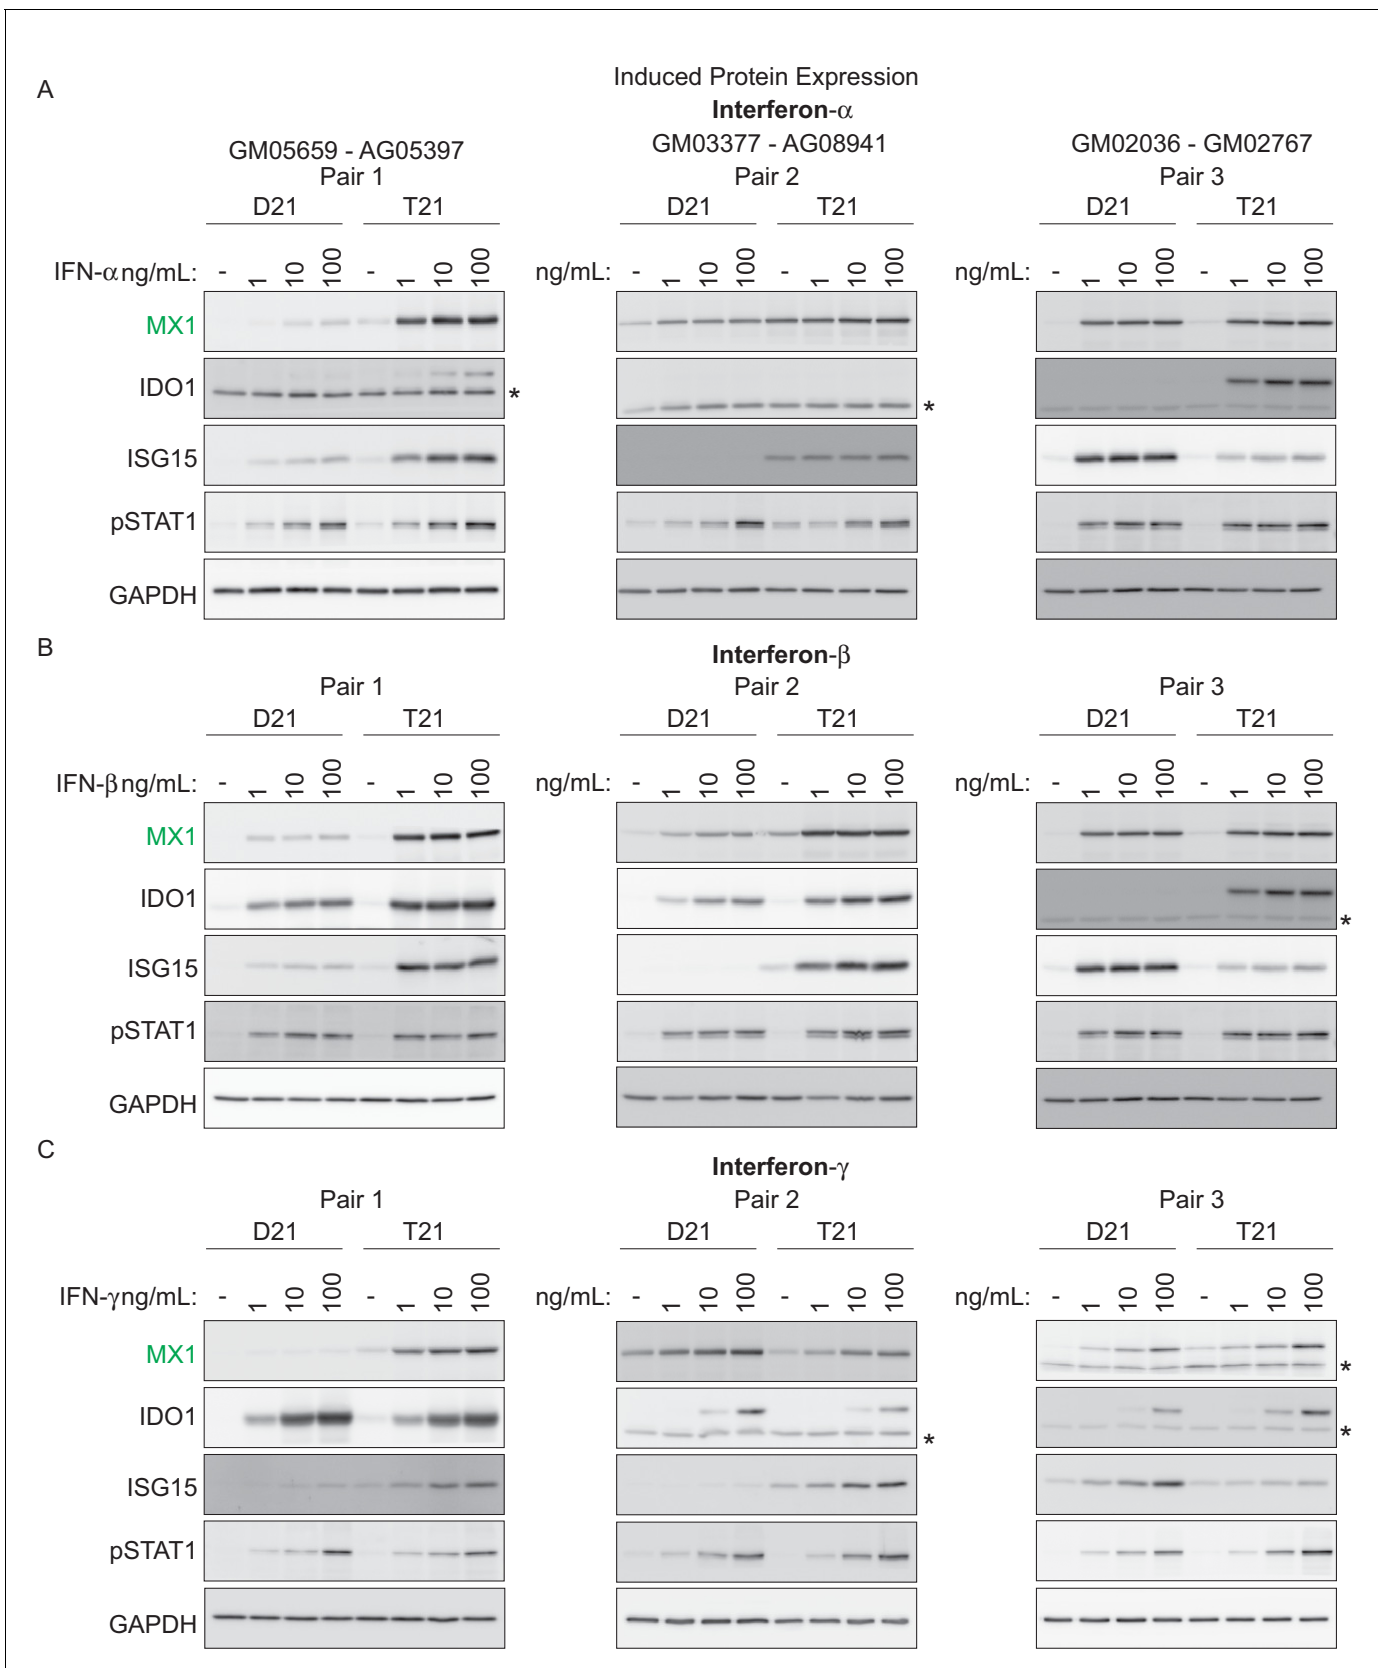 A
Induced Protein Expression
Interferon-α
GM05659 - AG05397 GM03377 - AG08941 GM02036 - GM02767
Pair 1 Pair 2 Pair 3
D21 T21 D21 T21 D21 T21
IFN-αng/mL: - 1 10 100 - 1 10 100 ng/mL: - 1 10 100 - 1 10 100 ng/mL: - 1 10 100 - 1 10 100
MX1
IDO1 * *
ISG15
pSTAT1
GAPDH
B
Interferon-β
Pair 1 Pair 2 Pair 3
D21 T21 D21 T21 D21 T21
IFN-βng/mL: - 1 10 100 - 1 10 100 ng/mL: - 1 10 100 - 1 10 100 ng/mL: - 1 10 100 - 1 10 100
MX1
IDO1 *
ISG15
pSTAT1
GAPDH
C
Interferon-γ
Pair 1 Pair 2 Pair 3
D21 T21 D21 T21 D21 T21
IFN-γng/mL: - 1 10 100 - 1 10 100 ng/mL: - 1 10 100 - 1 10 100 ng/mL: - 1 10 100 - 1 10 100
MX1 *
IDO1 * *
ISG15
pSTAT1
GAPDH